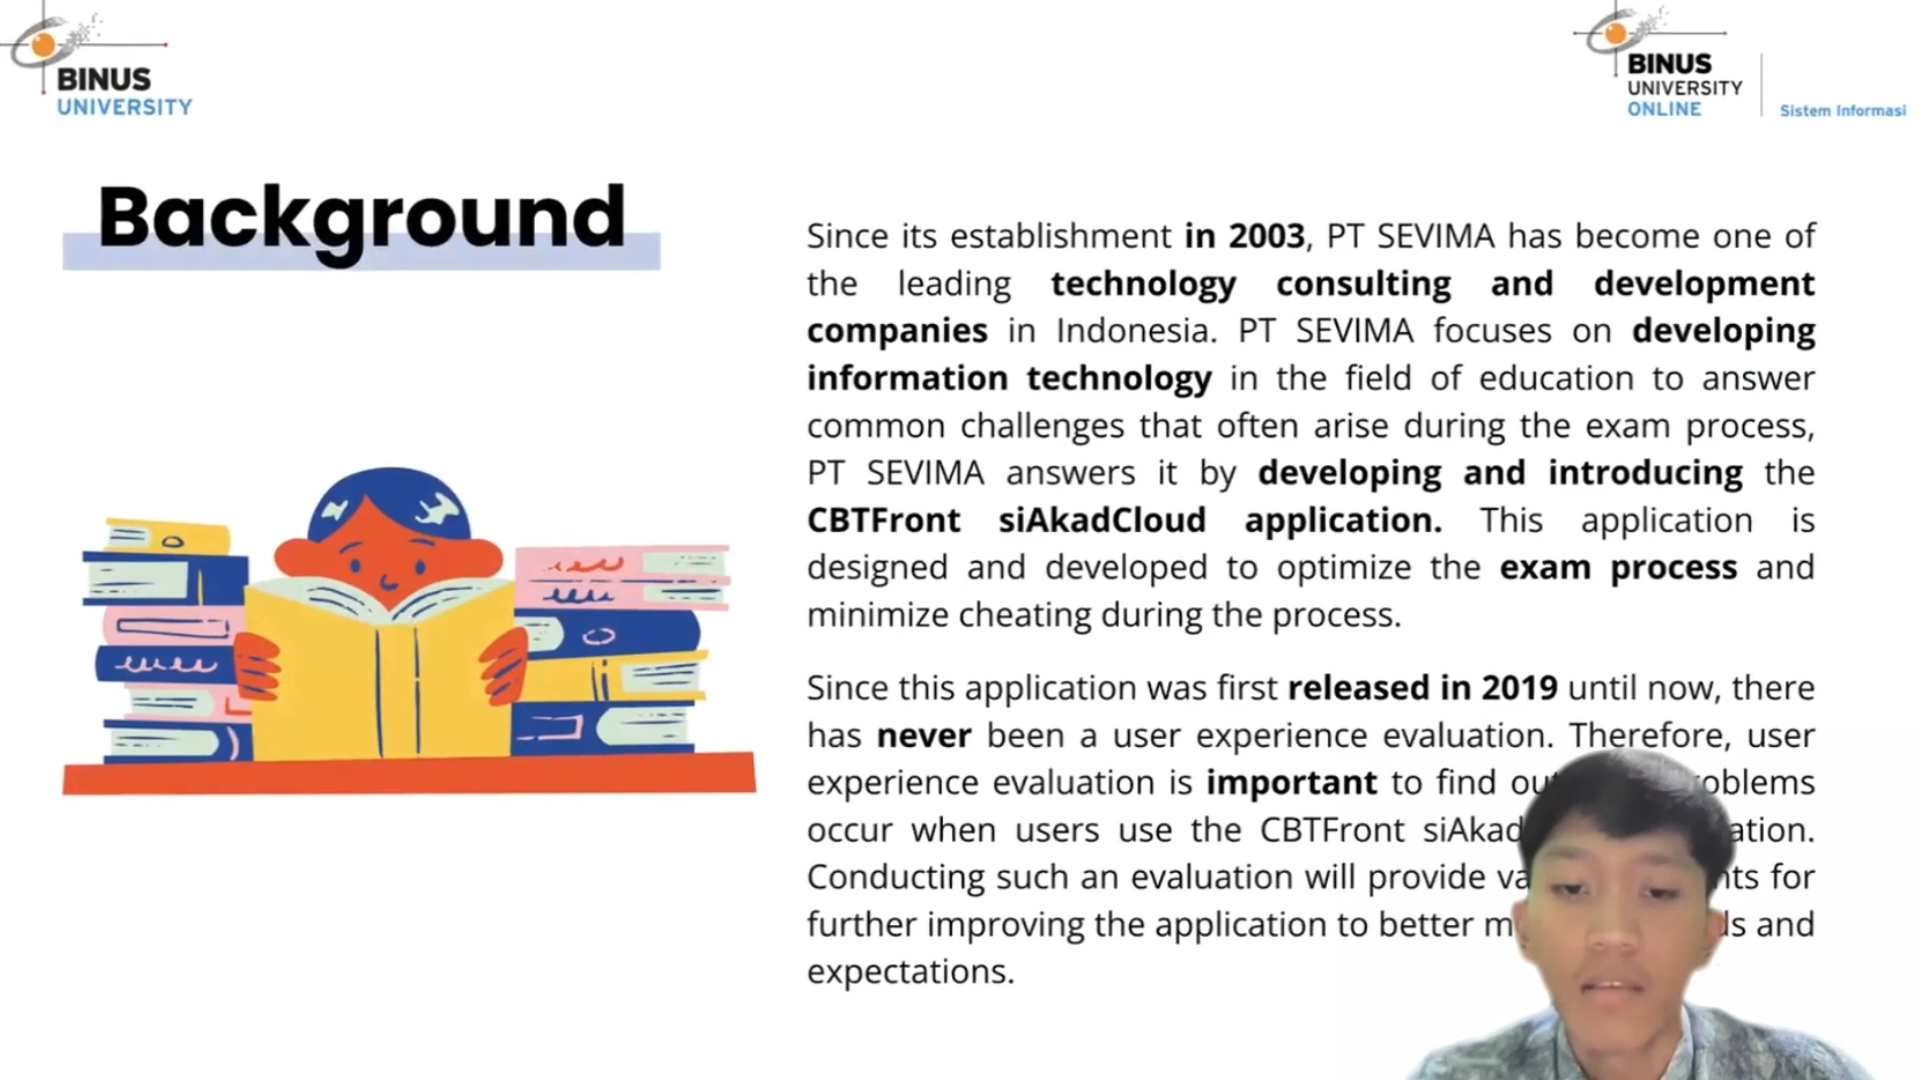 BINUS
UNIVERSITY
BINUS
UNIVERSITY
ONLINE
Sistem Informasi
Background
Since its establishment in 2003, PT SEVIMA has become one of
the leading technology consulting and development
companies in Indonesia. PT SEVIMA focuses on developing
information technology in the field of education to answer
common challenges that often arise during the exam process,
PT SEVIMA answers it by developing and introducing the
CBTFront siAkadCloud application. This application is
designed and developed to optimize the exam process and
minimize cheating during the process.
Since this application was first released in 2019 until now, there
has never been a user experience evaluation. Therefore, user
experience evaluation is important to find
occur when users use the CBTFront
Conducting such an evaluation will provide for
further improving the application to better and
expectations.